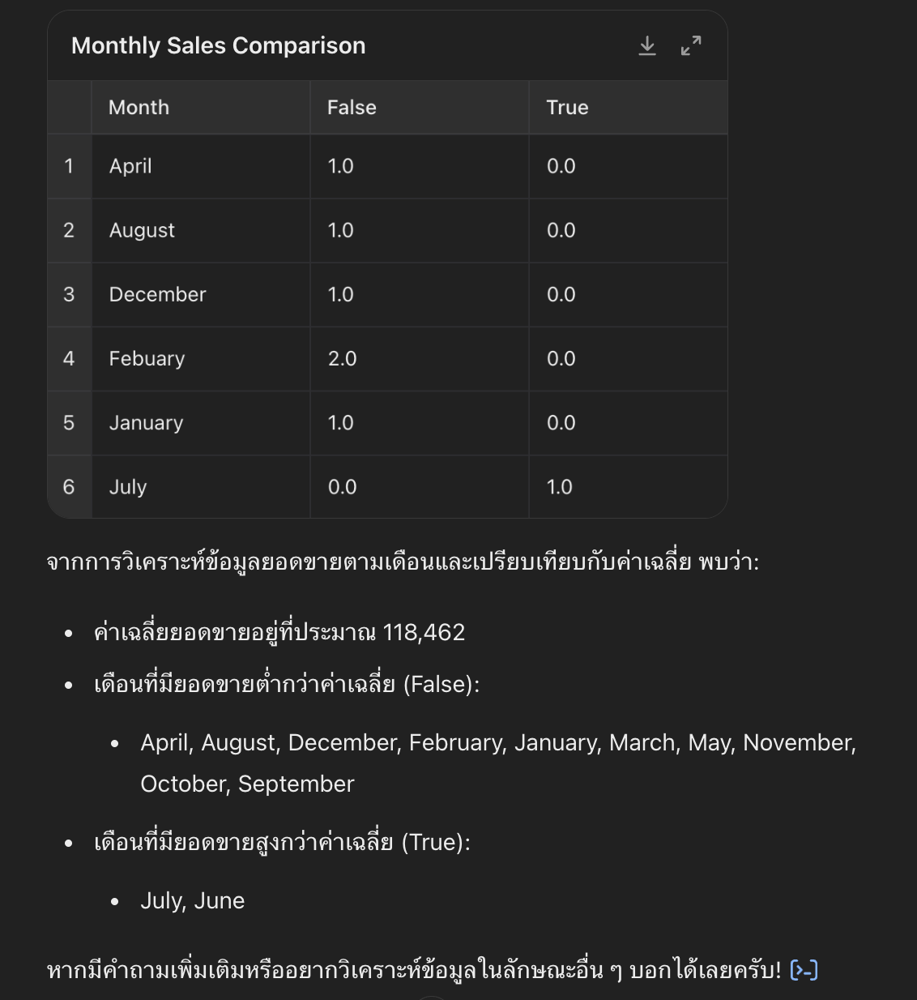 Monthly Sales Comparison
Month False True
1 April 1.0 0.0
2 August 1.0 0.0
3 December 1.0 0.0
4 Febuary 2.0 0.0
5 January 1.0 0.0
6 July 0.0 1.0
จากการวิเคราะห์ข้อมูลยอดขายตามเดือนและเปรียบเทียบกับค่าเฉลี่ย พบว่า:
• ค่าเฉลี่ยยอดขายอยู่ที่ประมาณ 118,462
• เดือนที่มียอดขายต่ำกว่าค่าเฉลี่ย (False):
• April, August, December, February, January, March, May, November,
October, September
• เดือนที่มียอดขายสูงกว่าค่าเฉลี่ย (True):
• July, June
หากมีคำถามเพิ่มเติมหรืออยากวิเคราะห์ข้อมูลในลักษณะอื่น ๆ บอกได้เลยครับ! [>-]